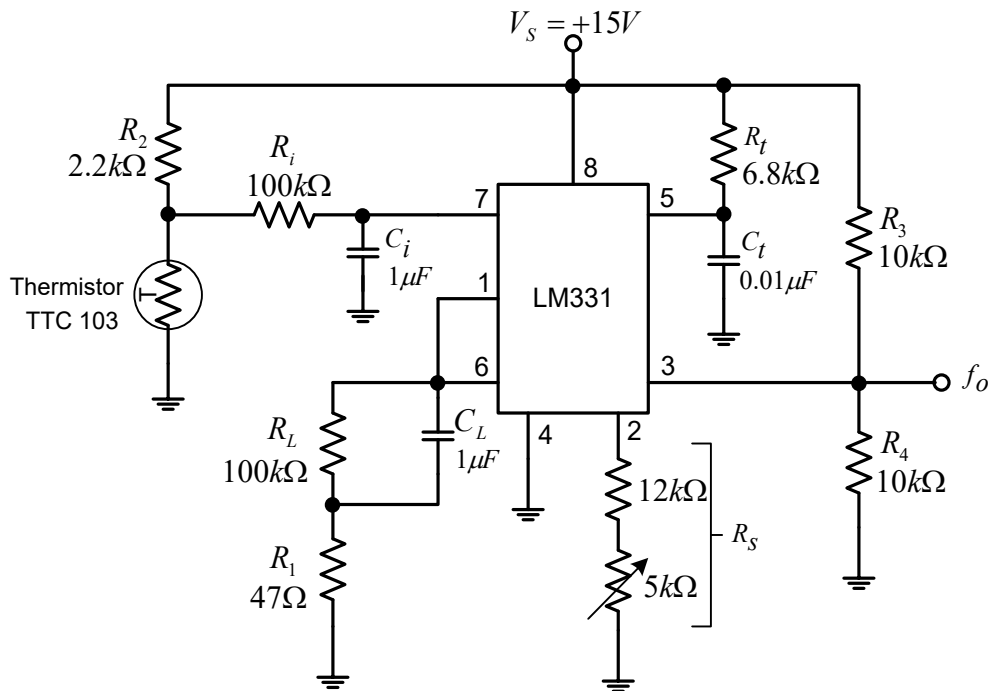 V_S = +15V
R_2
2.2kΩ
R_i
100kΩ
R_t
6.8kΩ
8
7
5
C_i
1μF
C_t
0.01μF
R_3
10kΩ
Thermistor
TTC 103
1
LM331
6
3
f_o
R_L
100kΩ
C_L
1μF
4
2
R_4
10kΩ
12kΩ
R_S
R_1
47Ω
5kΩ